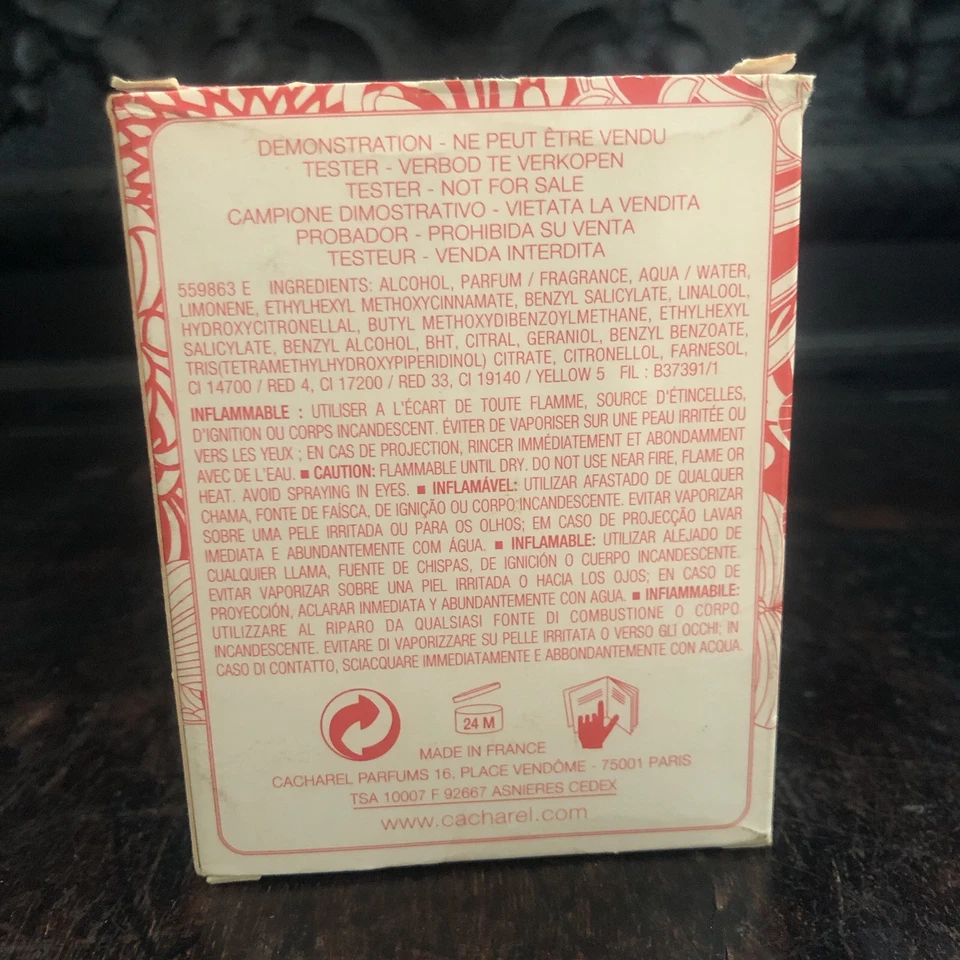 DEMONSTRATION - NE PEUT ÊTRE VENDU
TESTER - VERBOD TE VERKOPEN
TESTER - NOT FOR SALE
CAMPIONE DIMOSTRATIVO - VIETATA LA VENDITA
PROBADOR - PROHIBIDA SU VENTA
TESTEUR - VENDA INTERDITA
559863 E INGREDIENTS: ALCOHOL, PARFUM / FRAGRANCE, AQUA / WATER,
LIMONENE, ETHYLHEXYL METHOXYCINNAMATE, BENZYL SALICYLATE, LINALOOL,
HYDROXYCITRONELLAL, BUTYL METHOXYDIBENZOYLMETHANE, ETHYLHEXYL
SALICYLATE, BENZYL ALCOHOL, BHT, CITRAL, GERANIOL, BENZYL BENZOATE,
TRIS(TETRAMETHYLHYDROXYPIPERIDINOL) CITRATE, CITRONELLOL, FARNESOL,
CI 14700 / RED 4, CI 17200 / RED 33, CI 19140 / YELLOW 5 FIL : B37391/1
INFLAMMABLE : UTILISER A L'ÉCART DE TOUTE FLAMME, SOURCE D'ÉTINCELLES,
D'IGNITION OU CORPS INCANDESCENT. ÉVITER DE VAPORISER SUR UNE PEAU IRRITÉE OU
VERS LES YEUX ; EN CAS DE PROJECTION, RINCER IMMÉDIATEMENT ET ABONDAMMENT
AVEC DE L'EAU. ■ CAUTION: FLAMMABLE UNTIL DRY. DO NOT USE NEAR FIRE, FLAME OR
HEAT. AVOID SPRAYING IN EYES. ■ INFLAMÁVEL: UTILIZAR AFASTADO DE QUALQUER
CHAMA, FONTE DE FAÍSCA, DE IGNIÇÃO OU CORPO INCANDESCENTE. EVITAR VAPORIZAR
SOBRE UMA PELE IRRITADA OU PARA OS OLHOS; EM CASO DE PROJECÇÃO LAVAR
IMEDIATA E ABUNDANTEMENTE COM ÁGUA. ■ INFLAMABLE: UTILIZAR ALEJADO DE
CUALQUIER LLAMA, FUENTE DE CHISPAS, DE IGNICIÓN O CUERPO INCANDESCENTE.
EVITAR VAPORIZAR SOBRE UNA PIEL IRRITADA O HACIA LOS OJOS; EN CASO DE
PROYECCIÓN, ACLARAR INMEDIATA Y ABUNDANTEMENTE CON AGUA. ■ INFIAMMABILE:
UTILIZZARE AL RIPARO DA QUALSIASI FONTE DI COMBUSTIONE O CORPO
INCANDESCENTE. EVITARE DI VAPORIZZARE SU PELLE IRRITATA O VERSO GLI OCCHI; IN
CASO DI CONTATTO, SCIACQUARE IMMEDIATAMENTE E ABBONDANTEMENTE CON ACQUA.
24 M
MADE IN FRANCE
CACHAREL PARFUMS 16, PLACE VENDÔME - 75001 PARIS
TSA 10007 F 92667 ASNIERES CEDEX
www.cacharel.com